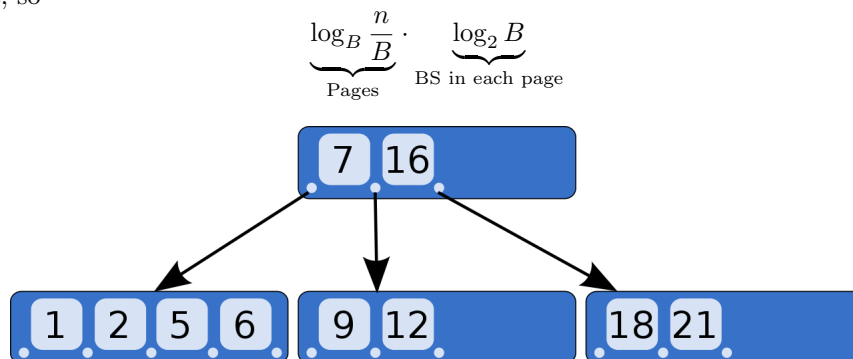 , so
log_B n/B · log_2 B
Pages BS in each page
7 16
1 2 5 6 9 12 18 21